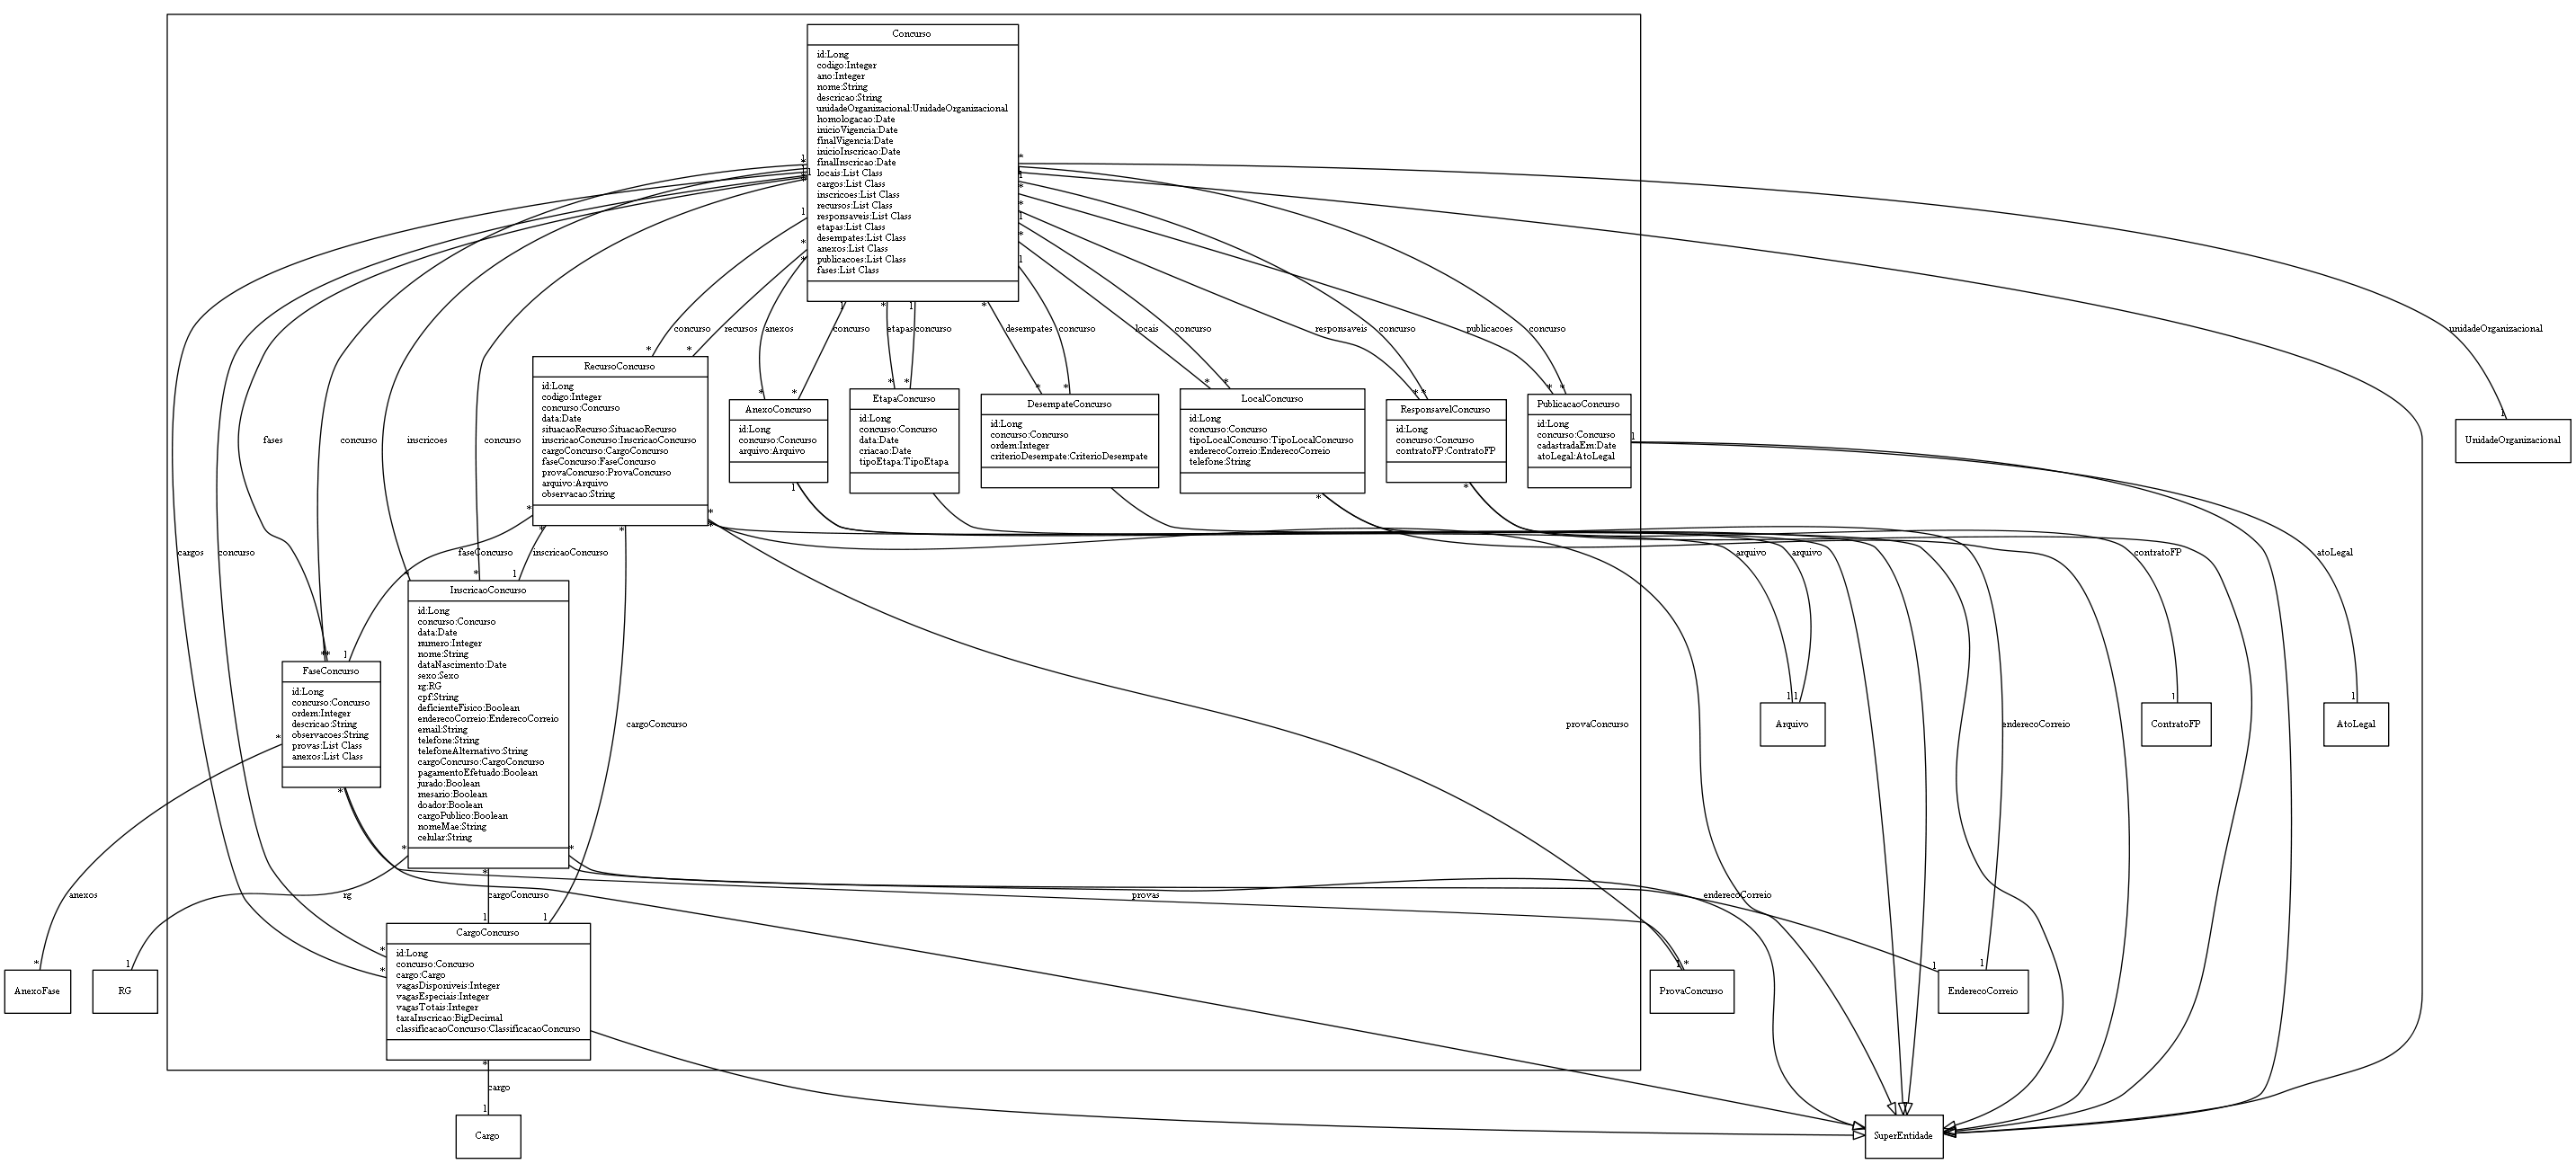 Concurso
id:Long
codigo:Integer
ano:Integer
nome:String
descricao:String
unidadeOrganizacional:UnidadeOrganizacional
homologacao:Date
inicioVigencia:Date
finalVigencia:Date
inicioInscricao:Date
finalInscricao:Date
locais:List Class
cargos:List Class
inscricoes:List Class
recursos:List Class
responsaveis:List Class
etapas:List Class
desempates:List Class
anexos:List Class
publicacoes:List Class
fases:List Class
concurso
recursos
anexos
concurso
etapas
concurso
desempates
concurso
locais
concurso
responsaveis
concurso
publicacoes
concurso
unidadeOrganizacional
RecursoConcurso
id:Long
codigo:Integer
concurso:Concurso
data:Date
situacaoRecurso:SituacaoRecurso
inscricaoConcurso:InscricaoConcurso
cargoConcurso:CargoConcurso
faseConcurso:FaseConcurso
provaConcurso:ProvaConcurso
arquivo:Arquivo
observacao:String
AnexoConcurso
id:Long
concurso:Concurso
arquivo:Arquivo
EtapaConcurso
id:Long
concurso:Concurso
data:Date
criacao:Date
tipoEtapa:TipoEtapa
DesempateConcurso
id:Long
concurso:Concurso
ordem:Integer
criterioDesempate:CriterioDesempate
LocalConcurso
id:Long
concurso:Concurso
tipoLocalConcurso:TipoLocalConcurso
enderecoCorreio:EnderecoCorreio
telefone:String
ResponsavelConcurso
id:Long
concurso:Concurso
contratoFP:ContratoFP
PublicacaoConcurso
id:Long
concurso:Concurso
cadastradaEm:Date
atoLegal:AtoLegal
UnidadeOrganizacional
fases
concurso
inscricoes
concurso
cargos
concurso
faseConcurso
inscricaoConcurso
arquivo
arquivo
contratoFP
atoLegal
InscricaoConcurso
id:Long
concurso:Concurso
data:Date
numero:Integer
nome:String
dataNascimento:Date
sexo:Sexo
rg:RG
cpf:String
deficienteFisico:Boolean
enderecoCorreio:EnderecoCorreio
email:String
telefone:String
telefoneAlternativo:String
cargoConcurso:CargoConcurso
pagamentoEfetuado:Boolean
jurado:Boolean
mesario:Boolean
doador:Boolean
cargoPublico:Boolean
nomeMae:String
celular:String
FaseConcurso
id:Long
concurso:Concurso
ordem:Integer
descricao:String
observacoes:String
provas:List Class
anexos:List Class
cargoConcurso
provaConcurso
Arquivo
enderecoCorreio
ContratoFP
AtoLegal
anexos
rg
cargoConcurso
provas
enderecoCorreio
CargoConcurso
id:Long
concurso:Concurso
cargo:Cargo
vagasDisponiveis:Integer
vagasEspeciais:Integer
vagasTotais:Integer
taxaInscricao:BigDecimal
classificacaoConcurso:ClassificacaoConcurso
AnexoFase
RG
ProvaConcurso
EnderecoCorreio
cargo
Cargo
SuperEntidade